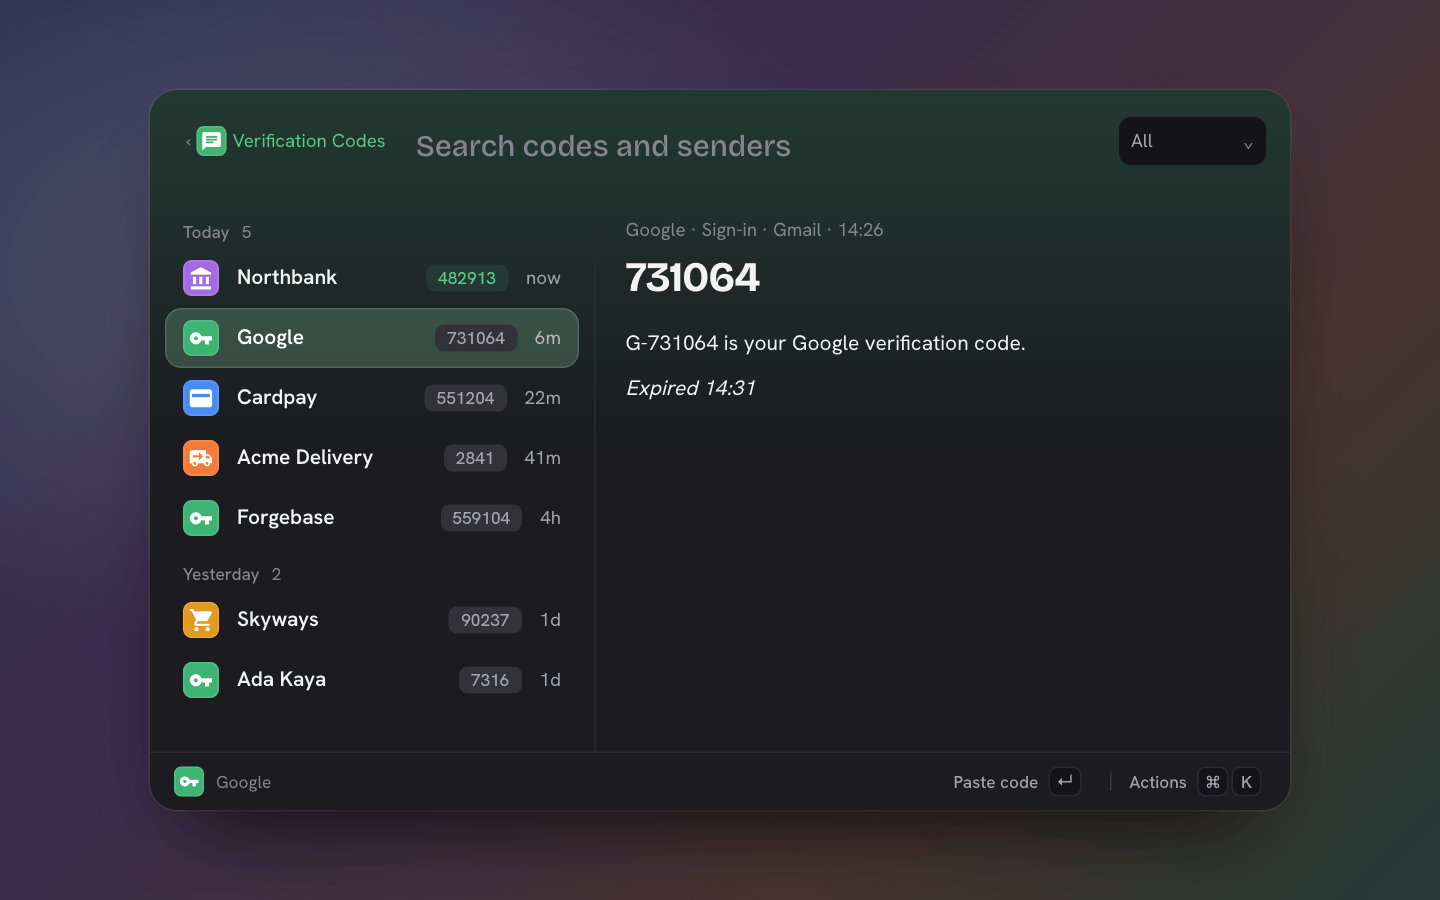 ‹ Verification Codes
Search codes and senders
All
Today 5
Northbank 482913 now
Google 731064 6m
Cardpay 551204 22m
Acme Delivery 2841 41m
Forgebase 559104 4h
Yesterday 2
Skyways 90237 1d
Ada Kaya 7316 1d
Google · Sign-in · Gmail · 14:26
731064
G-731064 is your Google verification code.
Expired 14:31
Google
Paste code ↵
Actions ⌘ K